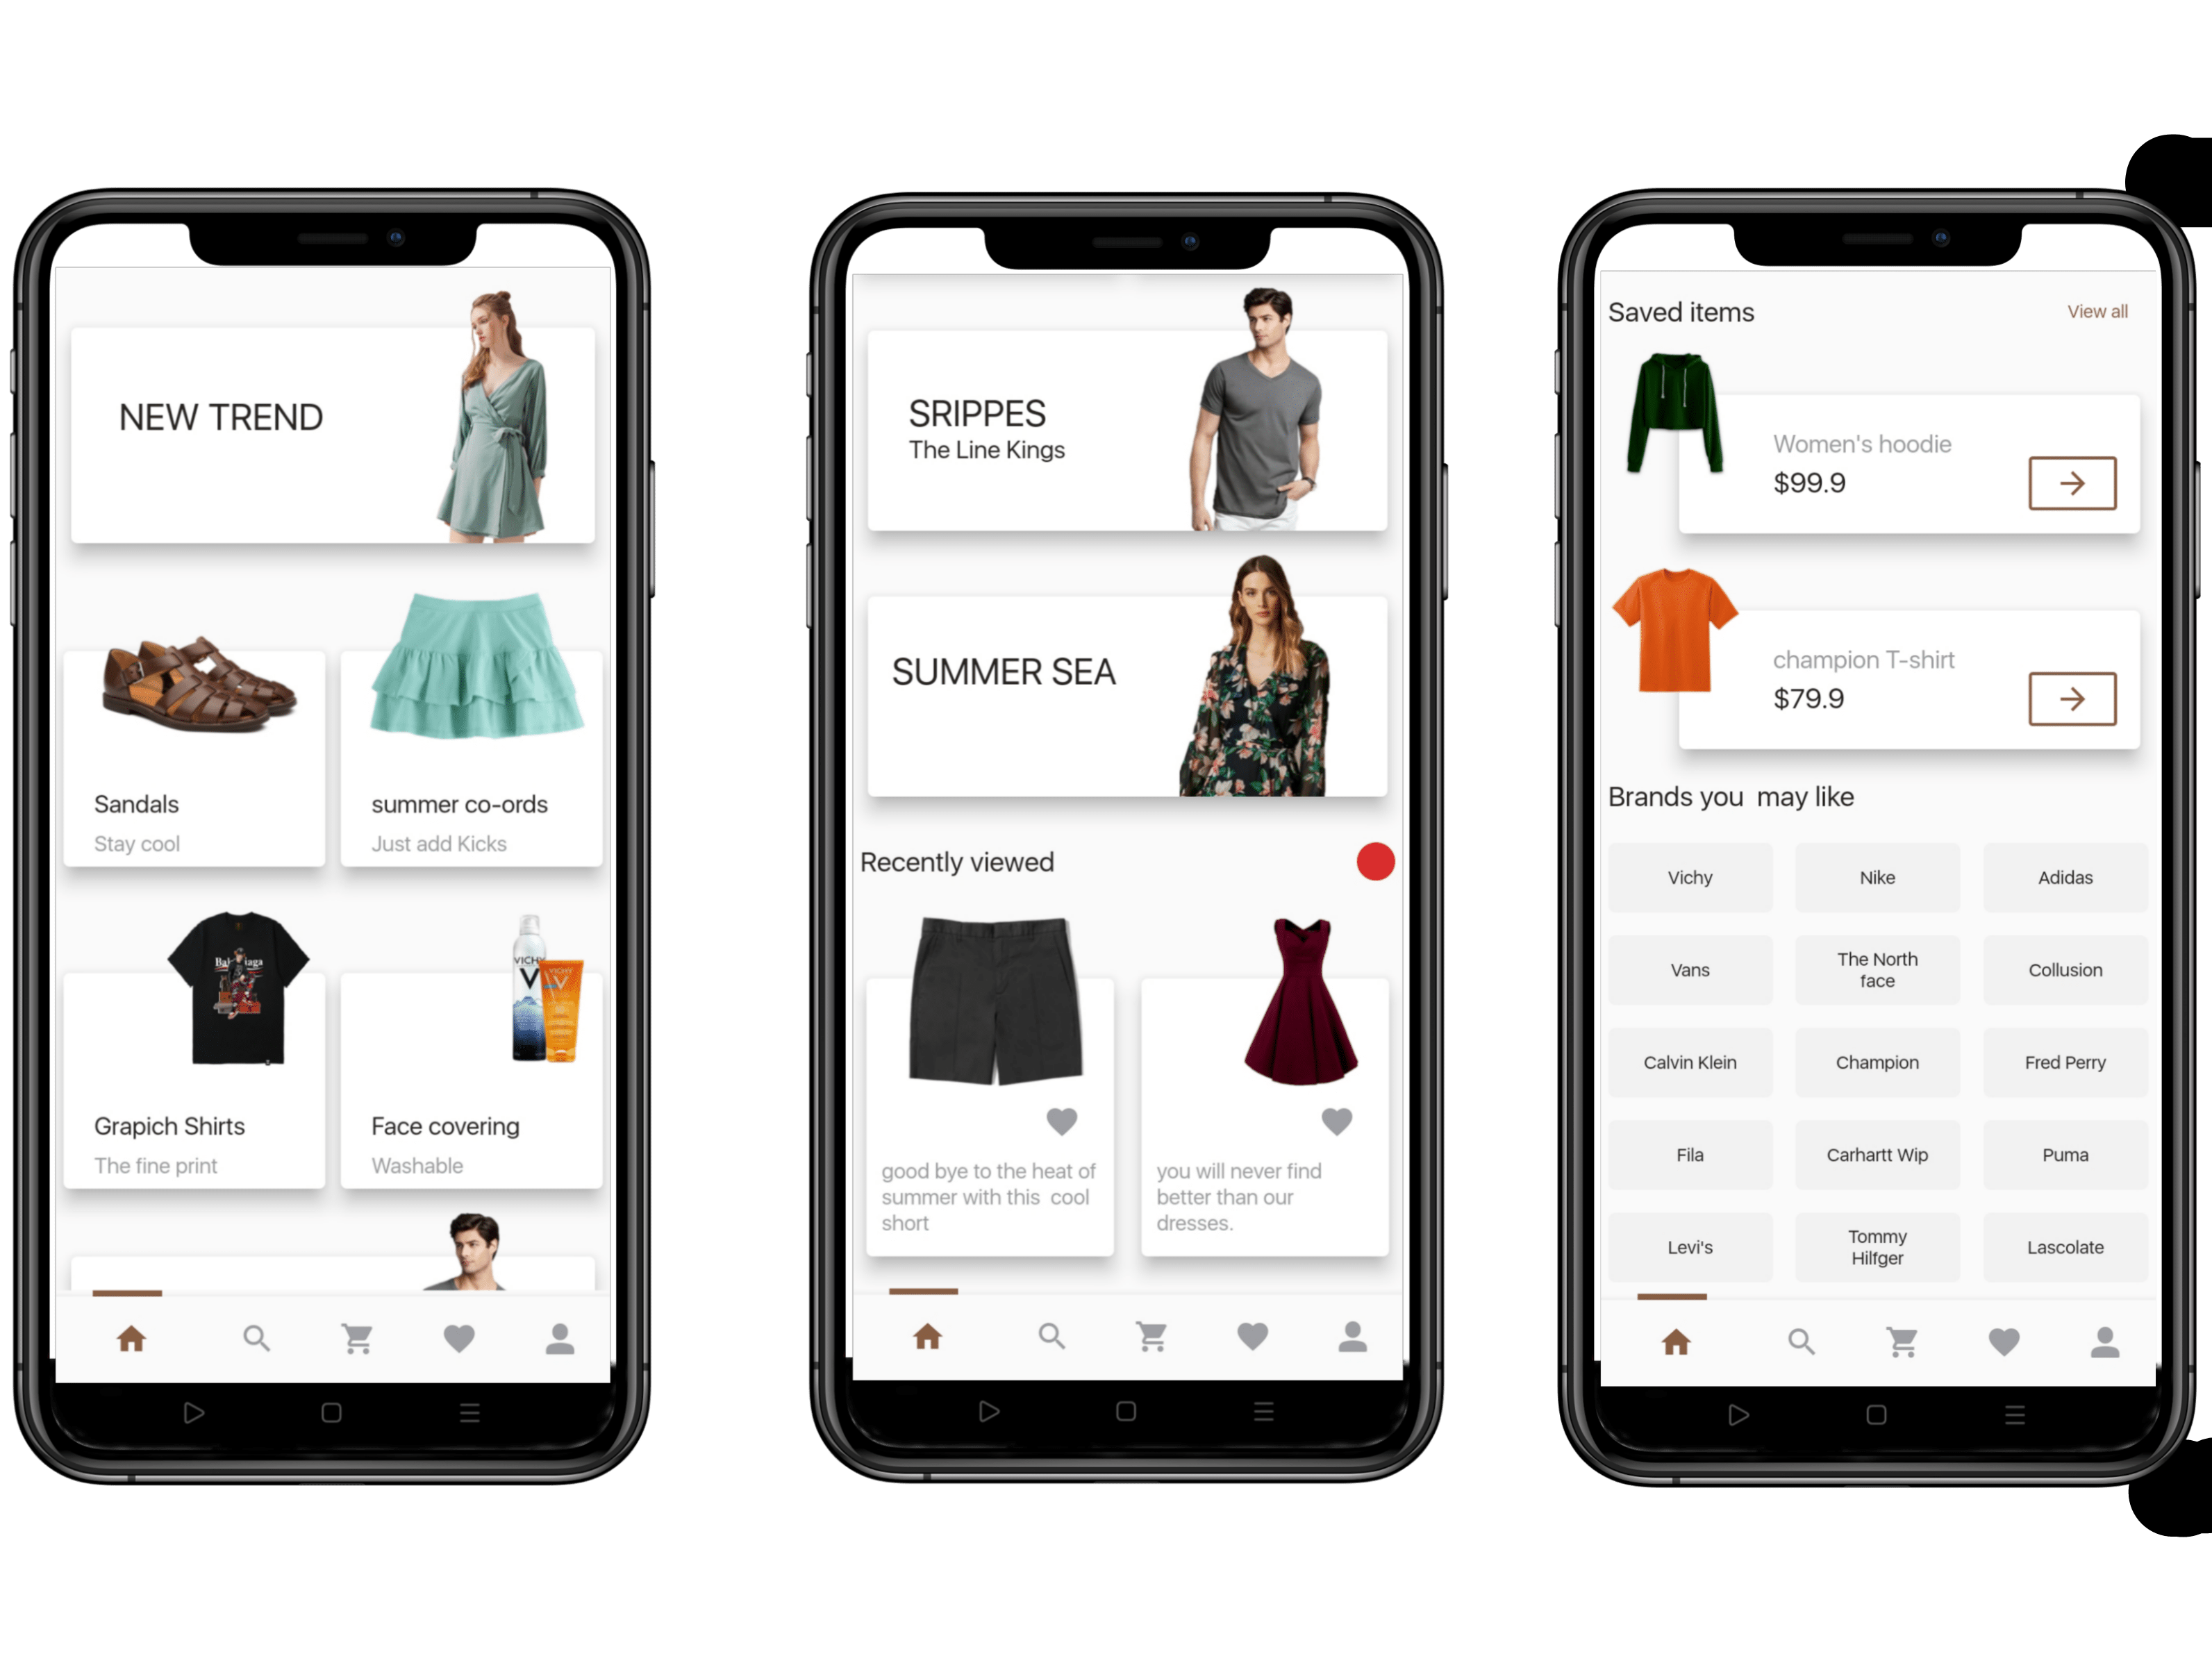 NEW TREND
Sandals
Stay cool
summer co-ords
Just add Kicks
VICHY
VICHY
Grapich Shirts
The fine print
Face covering
Washable
SRIPPES
The Line Kings
SUMMER SEA
Recently viewed
good bye to the heat of
summer with this  cool
short
you will never find
better than our
dresses.
Saved items
View all
Women's hoodie
$99.9
champion T-shirt
$79.9
Brands you  may like
Vichy
Nike
Adidas
Vans
The North
face
Collusion
Calvin Klein
Champion
Fred Perry
Fila
Carhartt Wip
Puma
Levi's
Tommy
Hilfger
Lascolate